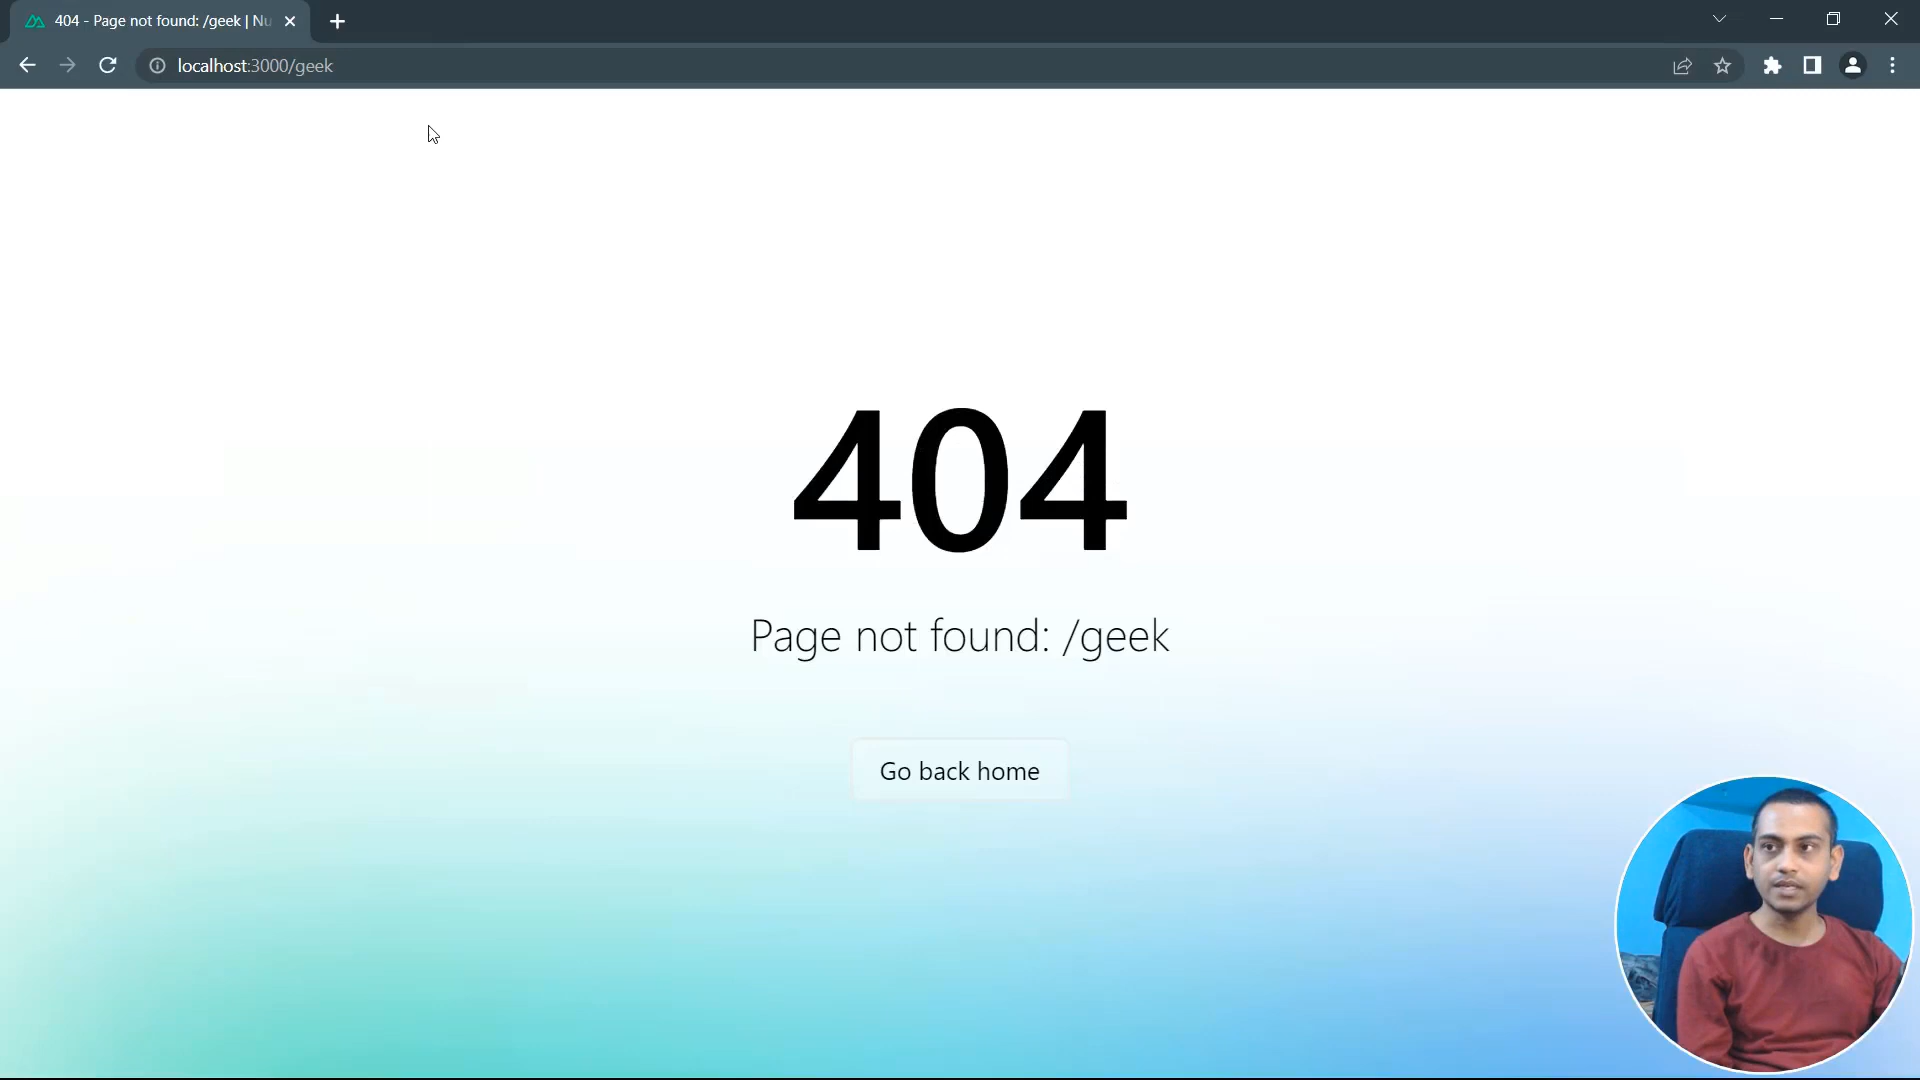 404 - Page not found: /geek | Nu
localhost:3000/geek
404
Page not found: /geek
Go back home